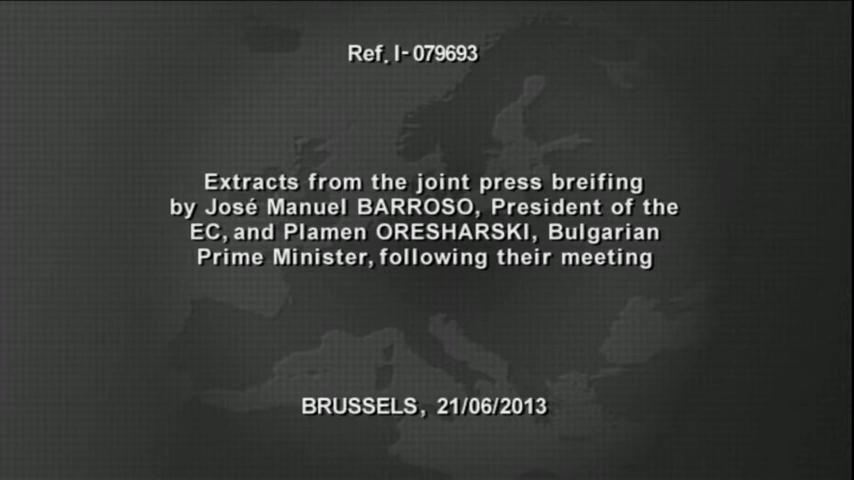 Ref. I-079693
Extracts from the joint press breifing
by José Manuel BARROSO, President of the
EC, and Plamen ORESHARSKI, Bulgarian
Prime Minister, following their meeting
BRUSSELS, 21/06/2013